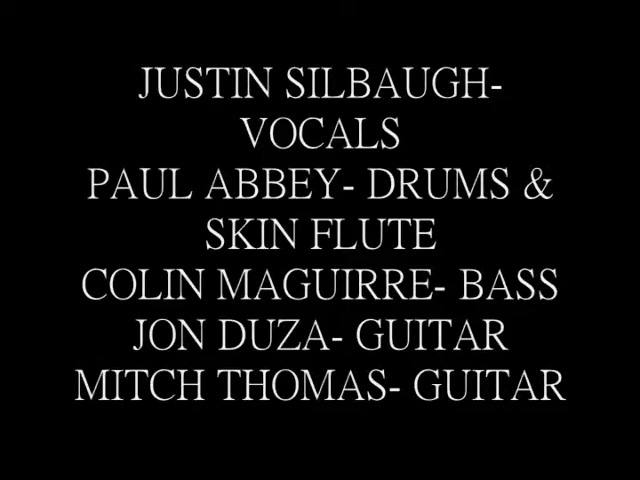 JUSTIN SILBAUGH-
VOCALS
PAUL ABBEY- DRUMS &
SKIN FLUTE
COLIN MAGUIRRE- BASS
JON DUZA- GUITAR
MITCH THOMAS- GUITAR